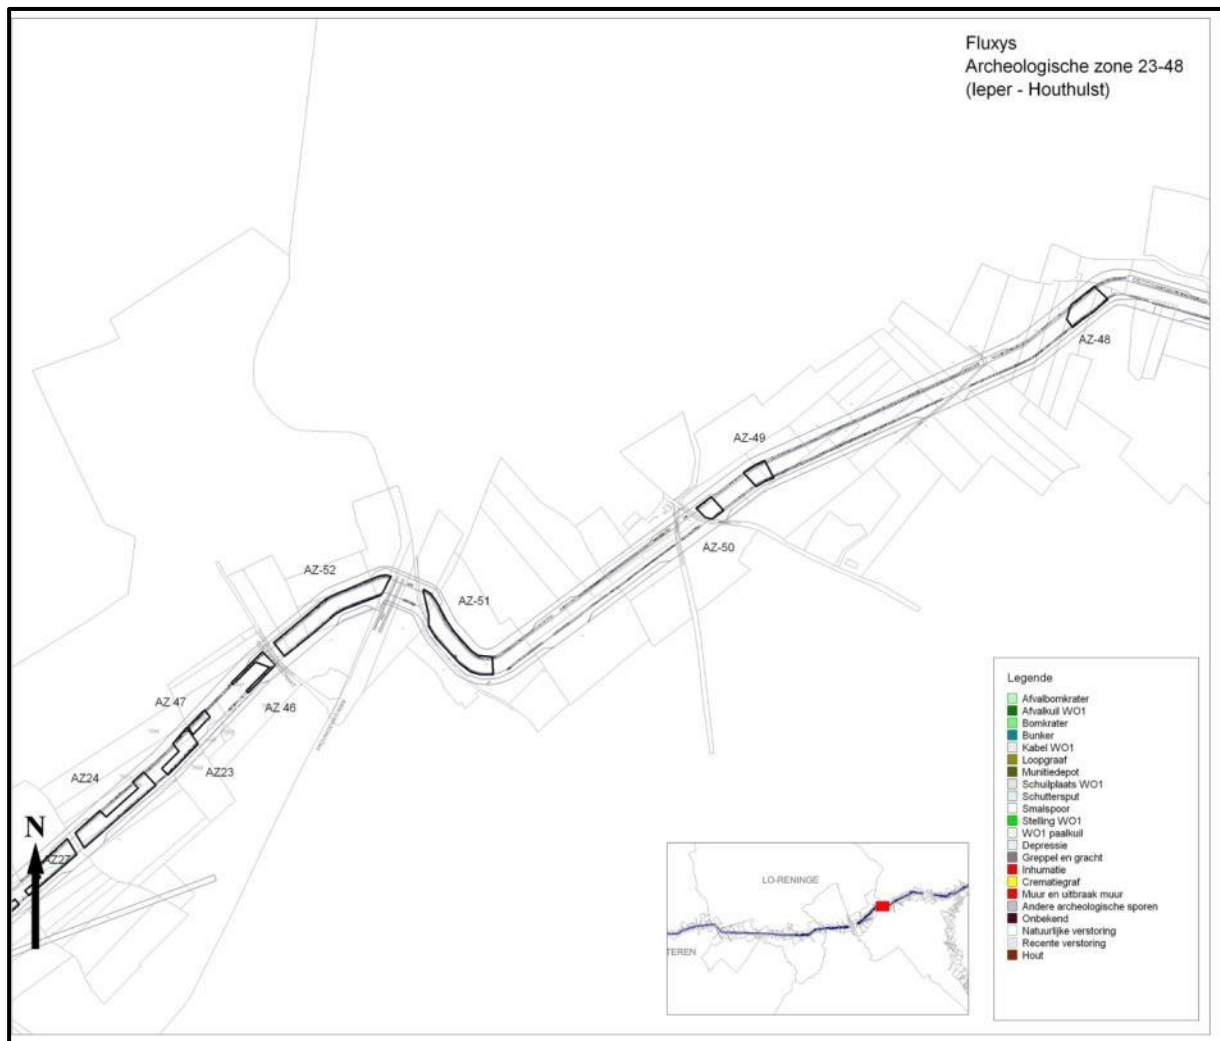 Fluxys
Archeologische zone 23-48
(Ieper - Houthulst)
AZ-48
AZ-49
AZ-50
AZ-52
AZ-51
AZ 47
AZ 46
AZ24
AZ23
N
AZ27
Legende
Afvalbomkrater
Afvalkuil WO1
Bomkrater
Bunker
Kabel WO1
Loopgraaf
Munitiedepot
Schuilplaats WO1
Schuttersput
Smalspoor
Stelling WO1
WO1 paalkuil
Depressie
Greppel en gracht
Inhumatie
Crematiegraf
Muur en uitbraak muur
Andere archeologische sporen
Onbekend
Natuurlijke verstoring
Recente verstoring
Hout
LO-RENINGE
TEREN